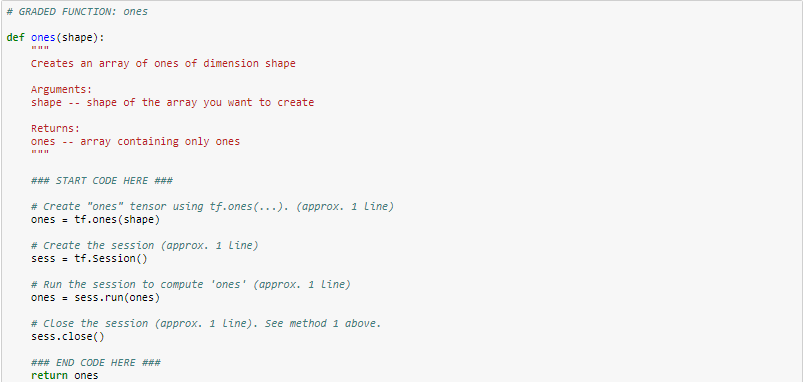 # GRADED FUNCTION: ones
def ones(shape):
"""
Creates an array of ones of dimension shape
Arguments:
shape -- shape of the array you want to create
Returns:
ones -- array containing only ones
"""
### START CODE HERE ###
# Create "ones" tensor using tf.ones(...). (approx. 1 line)
ones = tf.ones(shape)
# Create the session (approx. 1 line)
sess = tf.Session()
# Run the session to compute 'ones' (approx. 1 line)
ones = sess.run(ones)
# Close the session (approx. 1 line). See method 1 above.
sess.close()
### END CODE HERE ###
return ones